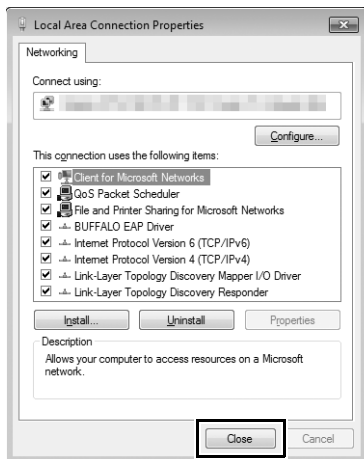 Local Area Connection Properties
Networking
Connect using:
Configure...
This connection uses the following items:
Client for Microsoft Networks
QoS Packet Scheduler
File and Printer Sharing for Microsoft Networks
BUFFALO EAP Driver
Internet Protocol Version 6 (TCP/IPv6)
Internet Protocol Version 4 (TCP/IPv4)
Link-Layer Topology Discovery Mapper I/O Driver
Link-Layer Topology Discovery Responder
Install... Uninstall Properties
Description
Allows your computer to access resources on a Microsoft
network.
Close Cancel